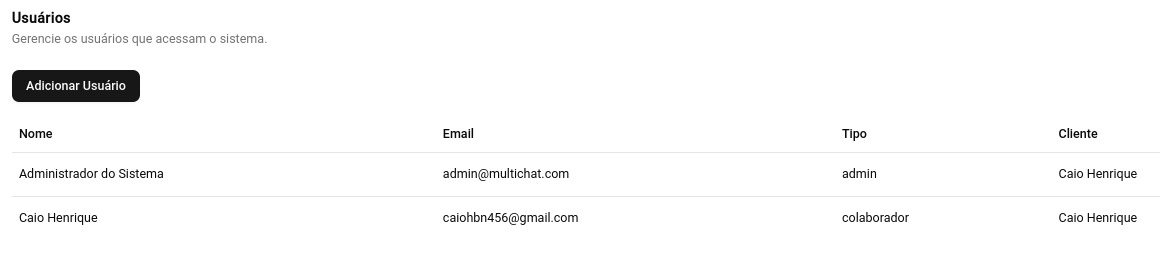 Usuários
Gerencie os usuários que acessam o sistema.
Adicionar Usuário
Nome Email Tipo Cliente
Administrador do Sistema admin@multichat.com admin Caio Henrique
Caio Henrique caiohbn456@gmail.com colaborador Caio Henrique